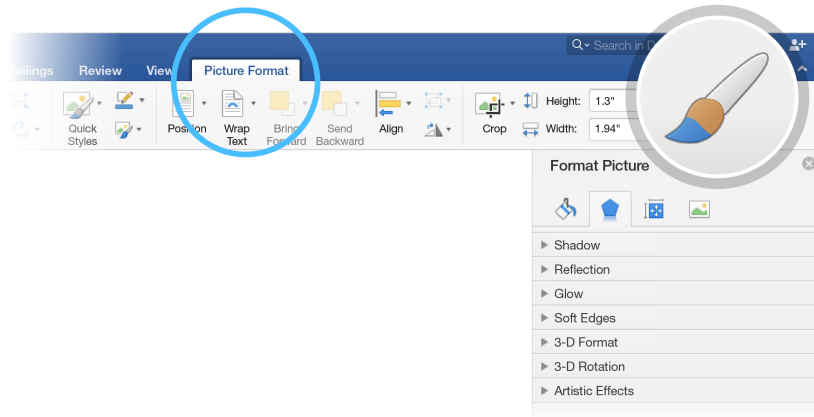 Review
View
Picture Format
Search in D
Quick
Styles
Position
Wrap
Text
Bring
Forward
Send
Backward
Align
Crop
Height:
1.3"
Width:
1.94"
Format Picture
Shadow
Reflection
Glow
Soft Edges
3-D Format
3-D Rotation
Artistic Effects